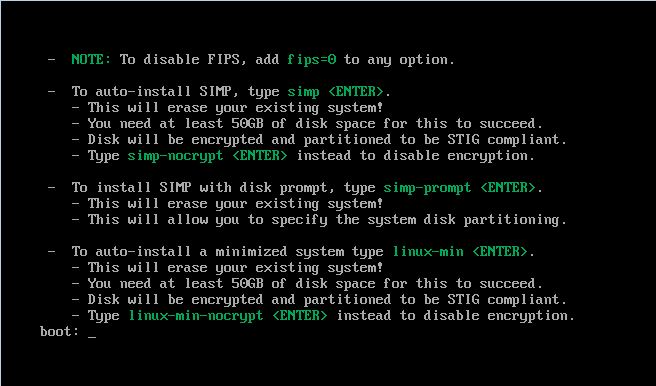 - NOTE: To disable FIPS, add fips=0 to any option.
- To auto-install SIMP, type simp <ENTER>.
- This will erase your existing system!
- You need at least 50GB of disk space for this to succeed.
- Disk will be encrypted and partitioned to be STIG compliant.
- Type simp-nocrypt <ENTER> instead to disable encryption.
- To install SIMP with disk prompt, type simp-prompt <ENTER>.
- This will erase your existing system!
- This will allow you to specify the system disk partitioning.
- To auto-install a minimized system type linux-min <ENTER>.
- This will erase your existing system!
- You need at least 50GB of disk space for this to succeed.
- Disk will be encrypted and partitioned to be STIG compliant.
- Type linux-min-nocrypt <ENTER> instead to disable encryption.
boot: _